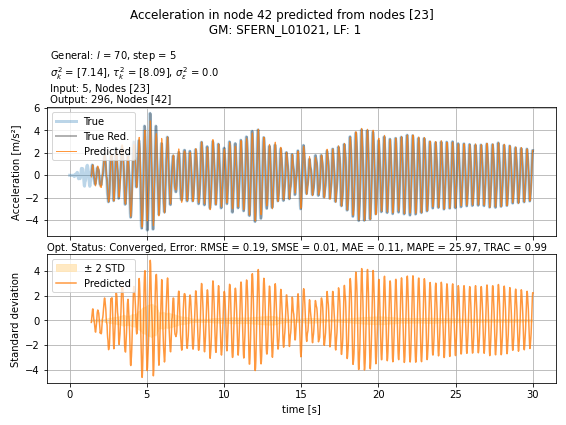 Acceleration in node 42 predicted from nodes [23]
GM: SFERN_L01021, LF: 1
General: l = 70, step = 5
σ²ₖ = [7.14], τ²ₖ = [8.09], σ²ε = 0.0
Input: 5, Nodes [23]
Output: 296, Nodes [42]
6
4
2
0
−2
−4
Acceleration [m/s²]
True
True Red.
Predicted
Opt. Status: Converged, Error: RMSE = 0.19, SMSE = 0.01, MAE = 0.11, MAPE = 25.97, TRAC = 0.99
4
2
0
−2
−4
Standard deviation
± 2 STD
Predicted
0 5 10 15 20 25 30
time [s]